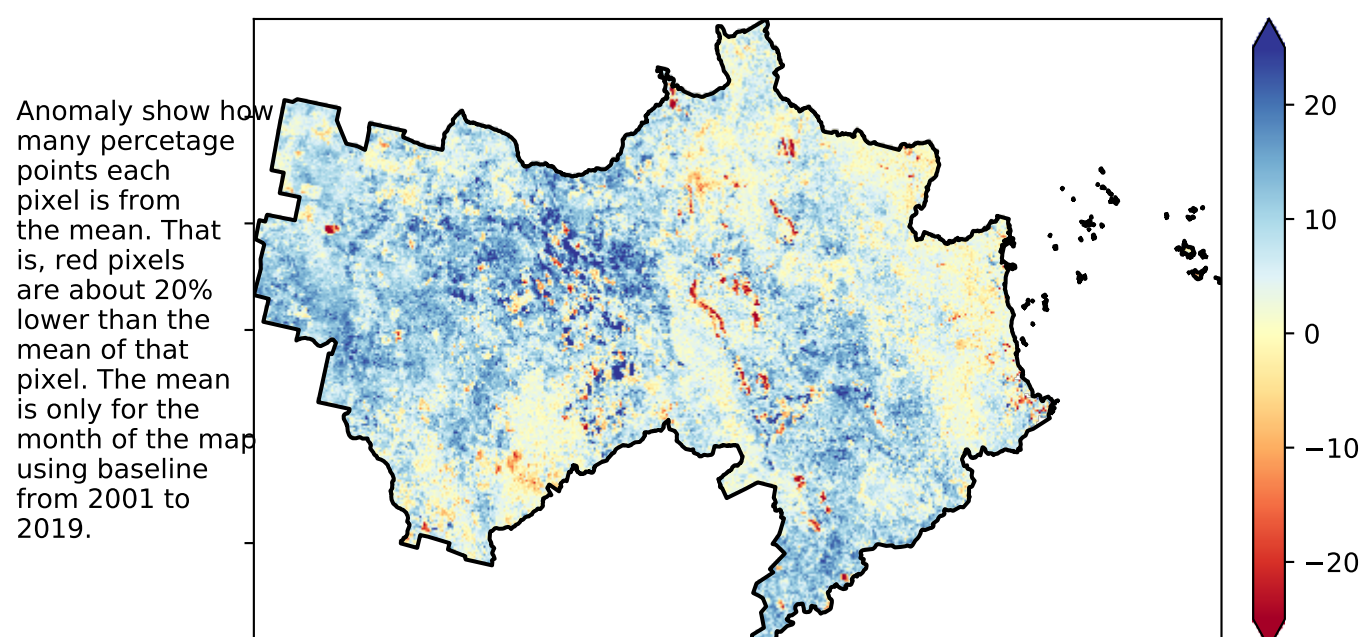 Anomaly show how
many percetage
points each
pixel is from
the mean. That
is, red pixels
are about 20%
lower than the
mean of that
pixel. The mean
is only for the
month of the map
using baseline
from 2001 to
2019.
20
10
0
−10
−20